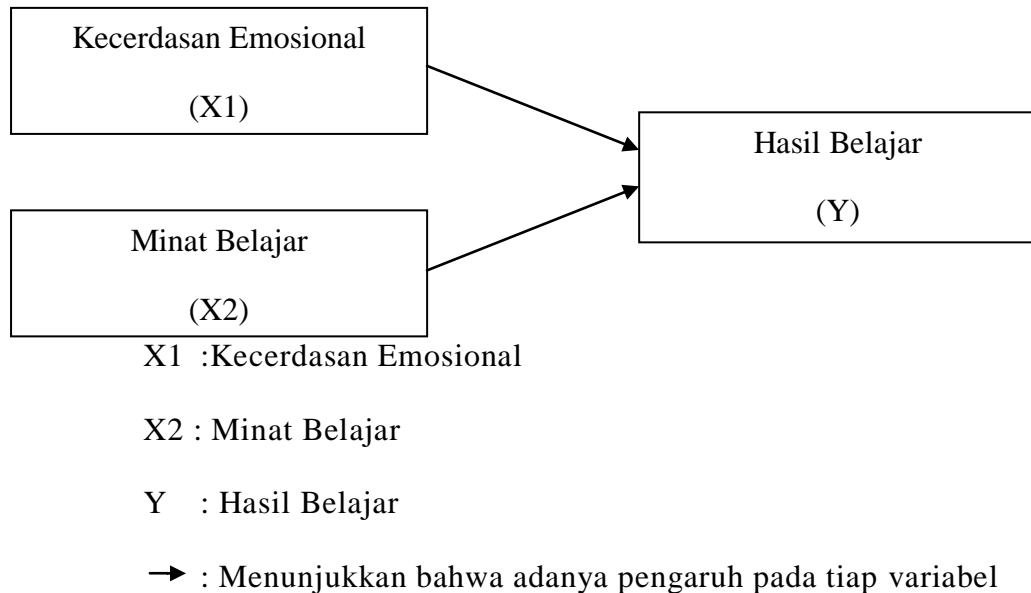 Kecerdasan Emosional
(X1)
Hasil Belajar
(Y)
Minat Belajar
(X2)
X1 :Kecerdasan Emosional
X2 : Minat Belajar
Y : Hasil Belajar
→ : Menunjukkan bahwa adanya pengaruh pada tiap variabel